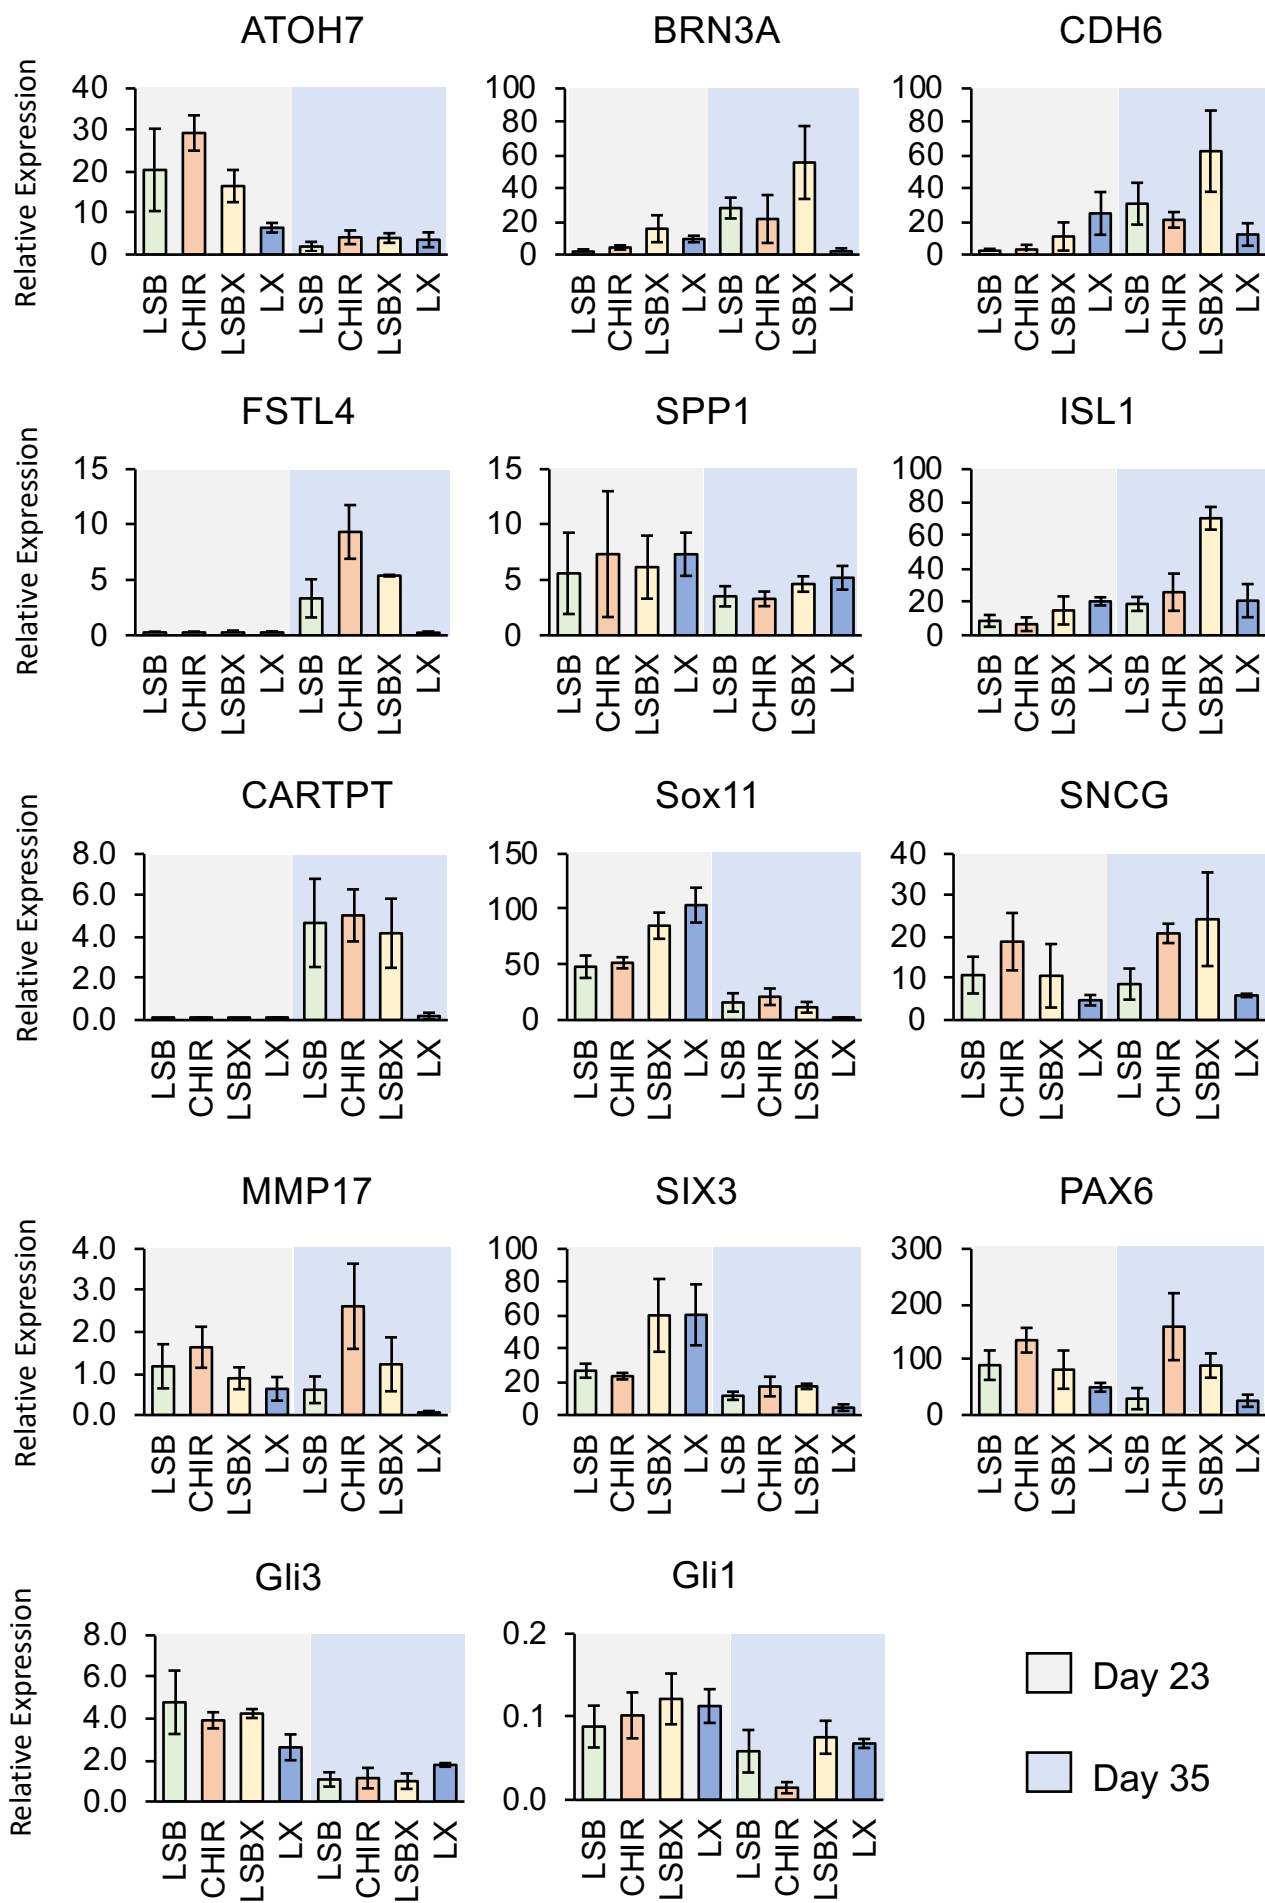 ATOH7 BRN3A CDH6
Relative Expression
40 30 20 10 0
100 80 60 40 20 0
100 80 60 40 20 0
LSB CHIR LSBX LX LSB CHIR LSBX LX
LSB CHIR LSBX LX LSB CHIR LSBX LX
LSB CHIR LSBX LX LSB CHIR LSBX LX
FSTL4 SPP1 ISL1
Relative Expression
15 10 5 0
15 10 5 0
100 80 60 40 20 0
LSB CHIR LSBX LX LSB CHIR LSBX LX
LSB CHIR LSBX LX LSB CHIR LSBX LX
LSB CHIR LSBX LX LSB CHIR LSBX LX
CARTPT Sox11 SNCG
Relative Expression
8.0 6.0 4.0 2.0 0.0
150 100 50 0
40 30 20 10 0
LSB CHIR LSBX LX LSB CHIR LSBX LX
LSB CHIR LSBX LX LSB CHIR LSBX LX
LSB CHIR LSBX LX LSB CHIR LSBX LX
MMP17 SIX3 PAX6
Relative Expression
4.0 3.0 2.0 1.0 0.0
100 80 60 40 20 0
300 200 100 0
LSB CHIR LSBX LX LSB CHIR LSBX LX
LSB CHIR LSBX LX LSB CHIR LSBX LX
LSB CHIR LSBX LX LSB CHIR LSBX LX
Gli3 Gli1
Relative Expression
8.0 6.0 4.0 2.0 0.0
0.2 0.1 0.0
LSB CHIR LSBX LX LSB CHIR LSBX LX
LSB CHIR LSBX LX LSB CHIR LSBX LX
Day 23
Day 35